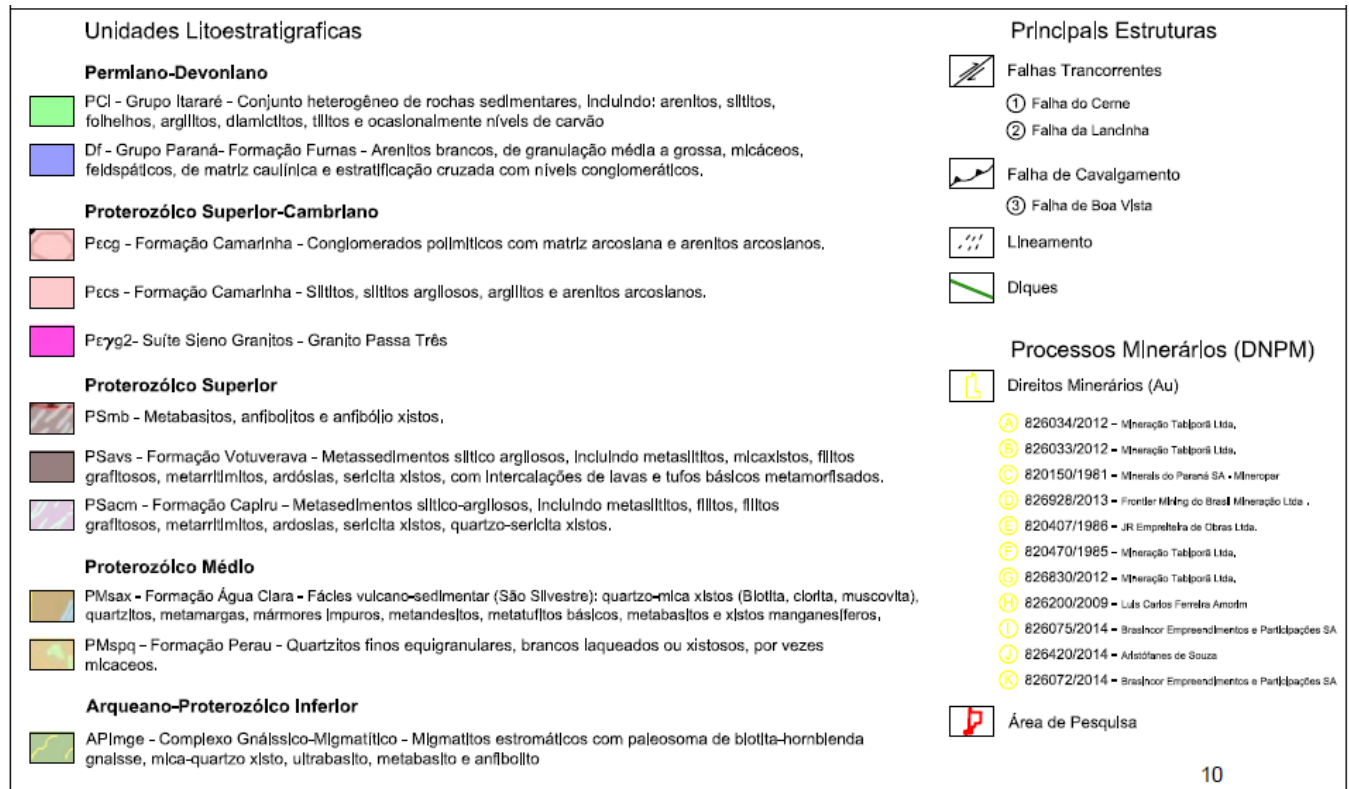 Unidades Litoestratigraficas
Permiano-Devoniano
PCi - Grupo Itararé - Conjunto heterogêneo de rochas sedimentares, incluindo: arenitos, siltitos,
folhelhos, argilitos, diamictitos, tilitos e ocasionalmente níveis de carvão
Df - Grupo Paraná- Formação Furnas - Arenitos brancos, de granulação média a grossa, micáceos,
feldspáticos, de matriz caulínica e estratificação cruzada com níveis conglomeráticos.
Proterozóico Superior-Cambriano
Pεcg - Formação Camarinha - Conglomerados polimíticos com matriz arcosiana e arenitos arcosianos.
Pεcs - Formação Camarinha - Siltitos, siltitos argilosos, argilitos e arenitos arcosianos.
Pεγg2- Suíte Sieno Granitos - Granito Passa Três
Proterozóico Superior
PSmb - Metabasitos, anfibolitos e anfibólio xistos.
PSavs - Formação Votuverava - Metassedimentos siltico argilosos, incluindo metasiltitos, micaxistos, filitos
grafitosos, metarritimitos, ardósias, sericita xistos, com intercalações de lavas e tufos básicos metamorfisados.
PSacm - Formação Capiru - Metasedimentos siltico-argilosos, incluindo metasiltitos, filitos, filitos
grafitosos, metarritimitos, ardosias, sericita xistos, quartzo-sericita xistos.
Proterozóico Médio
PMsax - Formação Água Clara - Fácies vulcano-sedimentar (São Silvestre): quartzo-mica xistos (Biotita, clorita, muscovita),
quartzitos, metamargas, mármores impuros, metandesitos, metatufitos básicos, metabasitos e xistos manganesíferos.
PMspq - Formação Perau - Quartzitos finos equigranulares, brancos laqueados ou xistosos, por vezes
micaceos.
Arqueano-Proterozóico Inferior
APImge - Complexo Gnáissico-Migmatítico - Migmatitos estromáticos com paleosoma de biotita-hornblenda
gnaisse, mica-quartzo xisto, ultrabasito, metabasito e anfibolito
Principais Estruturas
Falhas Trancorrentes
1 Falha do Cerne
2 Falha da Lancinha
Falha de Cavalgamento
3 Falha de Boa Vista
Lineamento
Diques
Processos Minerários (DNPM)
Direitos Minerários (Au)
A 826034/2012 - Mineração Tabiporã Ltda.
B 826033/2012 - Mineração Tabiporã Ltda.
C 820150/1981 - Minerais do Paraná SA - Mineropar
D 826928/2013 - Frontier Mining do Brasil Mineração Ltda .
E 820407/1986 - JR Empreiteira de Obras Ltda.
F 820470/1985 - Mineração Tabiporã Ltda.
G 826830/2012 - Mineração Tabiporã Ltda.
H 826200/2009 - Luis Carlos Ferreira Amorim
I 826075/2014 - Brasincor Empreendimentos e Participações SA
J 826420/2014 - Aristófanes de Souza
K 826072/2014 - Brasincor Empreendimentos e Participações SA
Área de Pesquisa
10